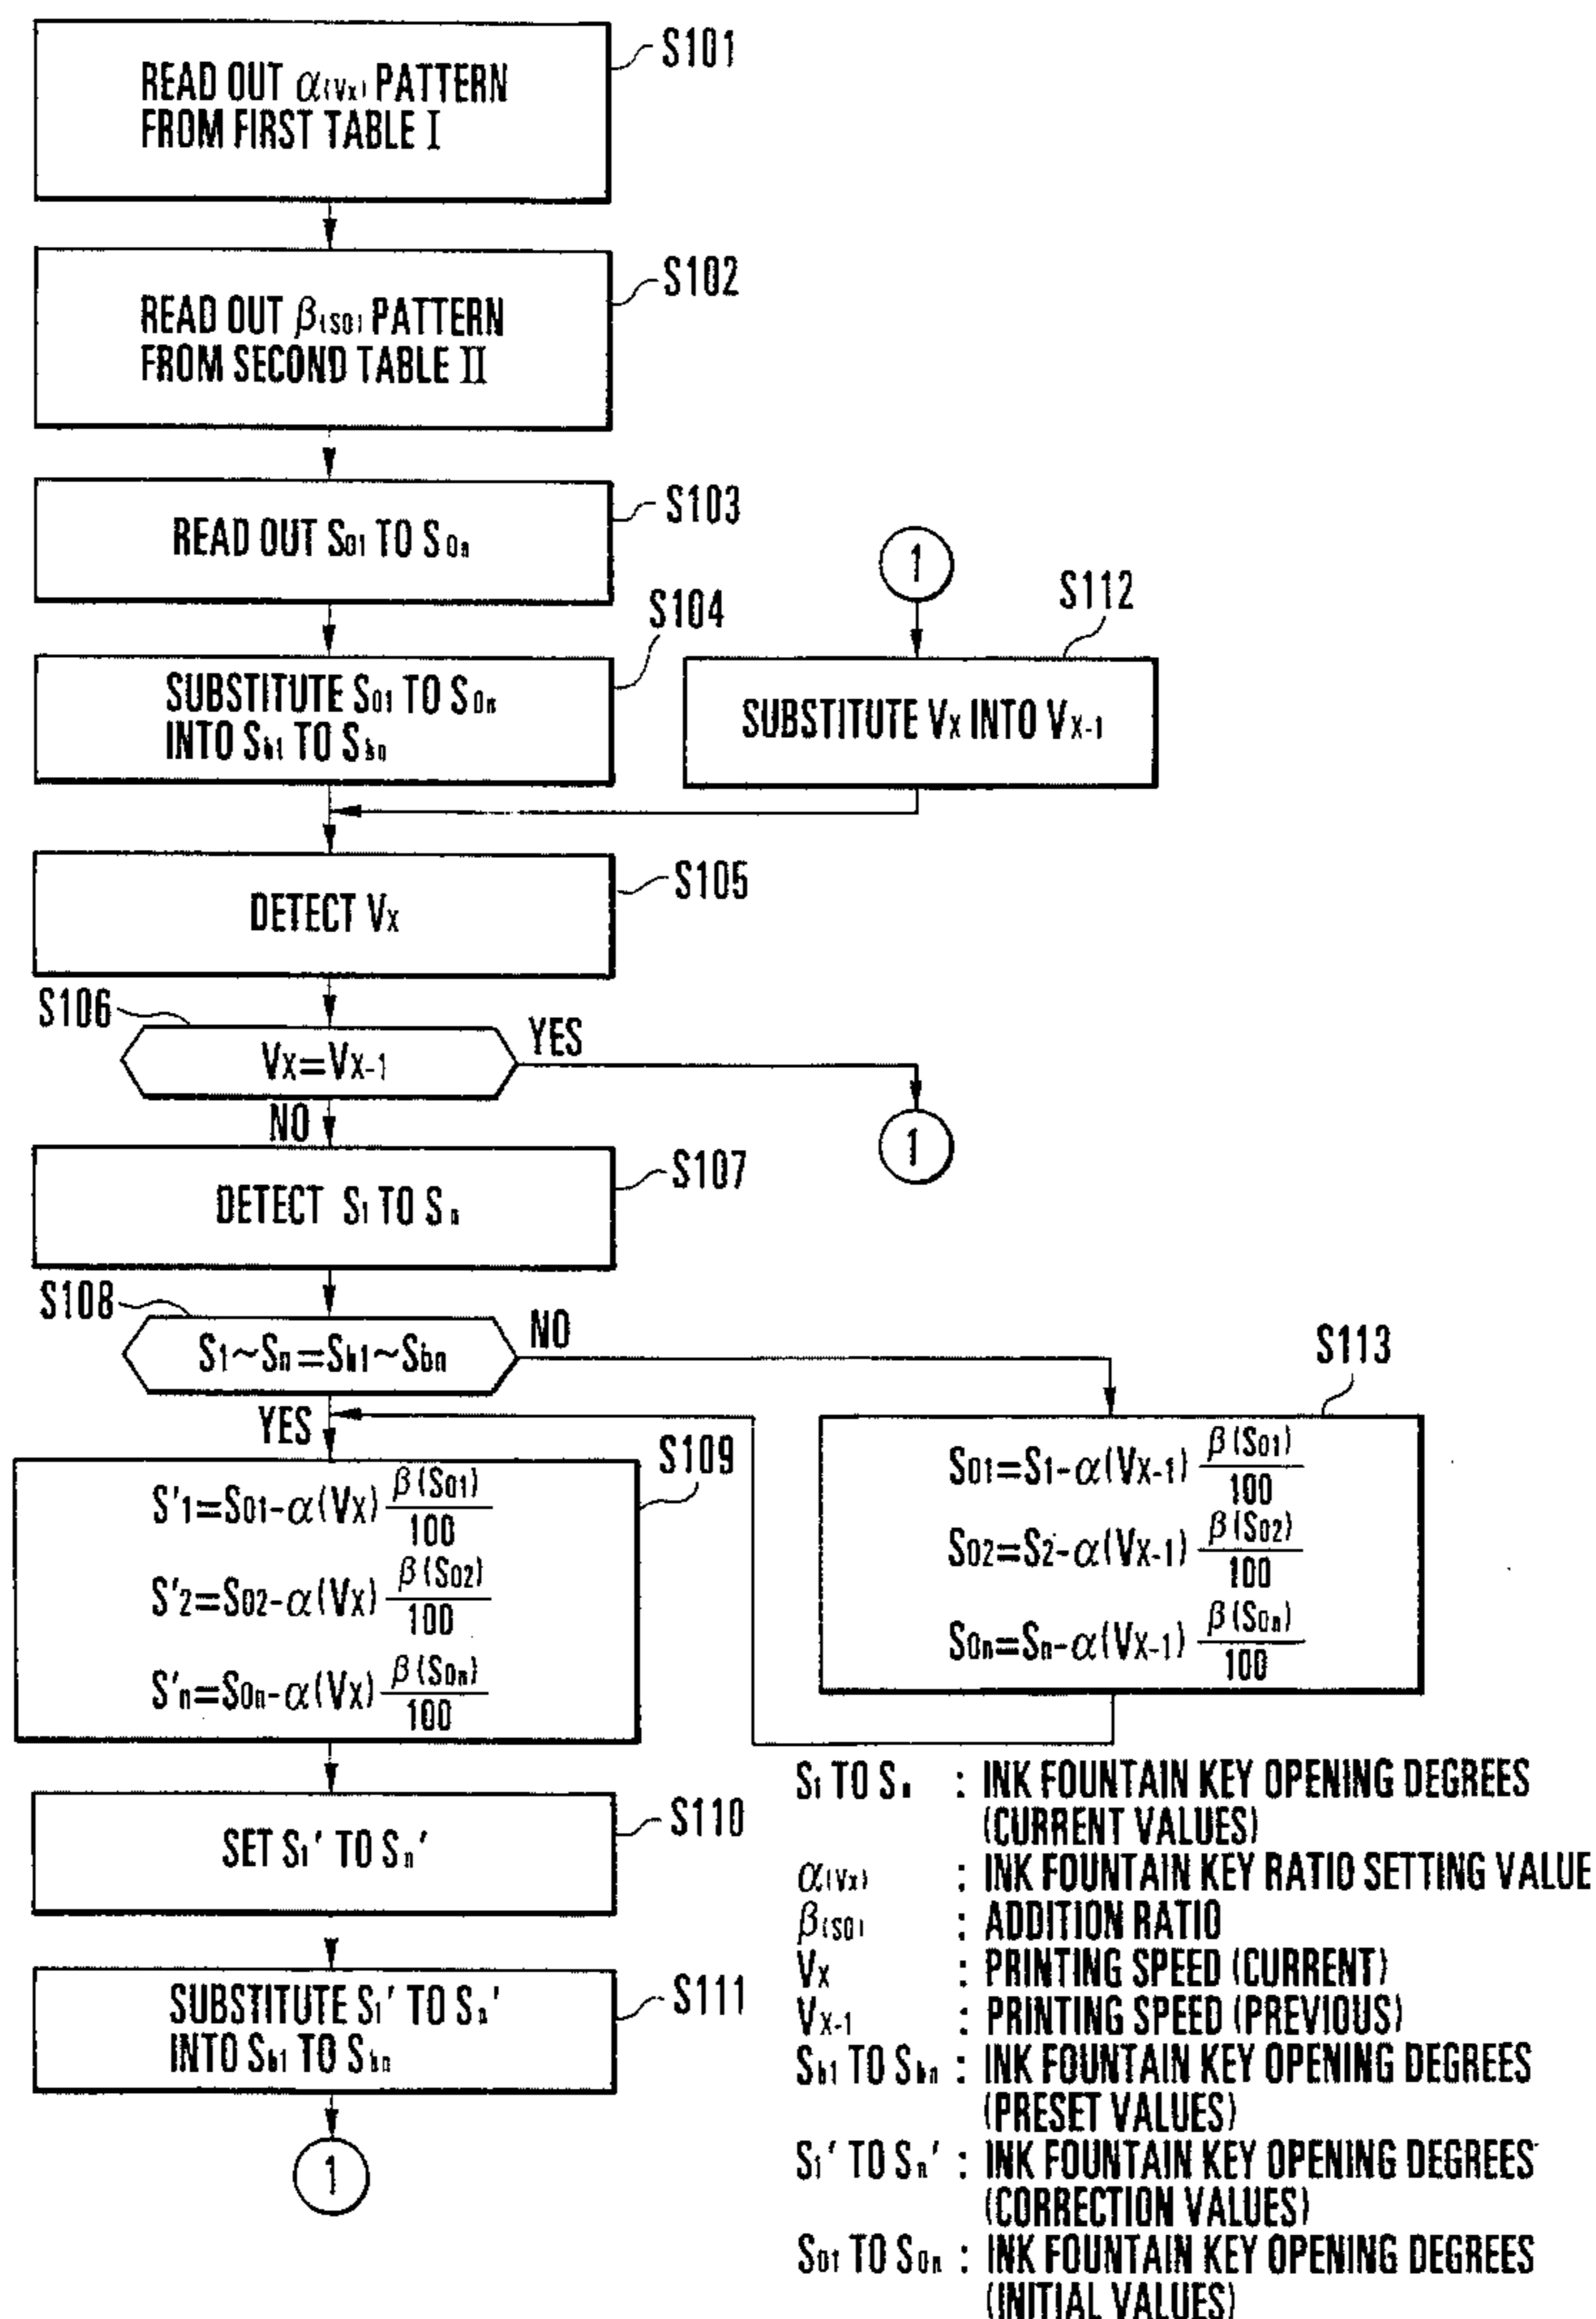 S101
READ OUT α(Vx) PATTERN
FROM FIRST TABLE I
S102
READ OUT β(S0) PATTERN
FROM SECOND TABLE II
S103
READ OUT S01 TO S0n
S104
SUBSTITUTE S01 TO S0n
INTO Sb1 TO Sbn
1
S112
SUBSTITUTE Vx INTO Vx-1
S105
DETECT Vx
S106
Vx=Vx-1
YES
NO
1
S107
DETECT S1 TO Sn
S108
S1~Sn=Sb1~Sbn
NO
YES
S113
S01=S1-α(Vx-1) β(S01)/100
S02=S2-α(Vx-1) β(S02)/100
S0n=Sn-α(Vx-1) β(S0n)/100
S109
S'1=S01-α(Vx) β(S01)/100
S'2=S02-α(Vx) β(S02)/100
S'n=S0n-α(Vx) β(S0n)/100
S110
SET S1' TO Sn'
S111
SUBSTITUTE S1' TO Sn'
INTO Sb1 TO Sbn
1
S1 TO Sn : INK FOUNTAIN KEY OPENING DEGREES
(CURRENT VALUES)
α(Vx) : INK FOUNTAIN KEY RATIO SETTING VALUE
β(S0) : ADDITION RATIO
Vx : PRINTING SPEED (CURRENT)
Vx-1 : PRINTING SPEED (PREVIOUS)
Sb1 TO Sbn : INK FOUNTAIN KEY OPENING DEGREES
(PRESET VALUES)
S1' TO Sn' : INK FOUNTAIN KEY OPENING DEGREES
(CORRECTION VALUES)
S01 TO S0n : INK FOUNTAIN KEY OPENING DEGREES
(INITIAL VALUES)